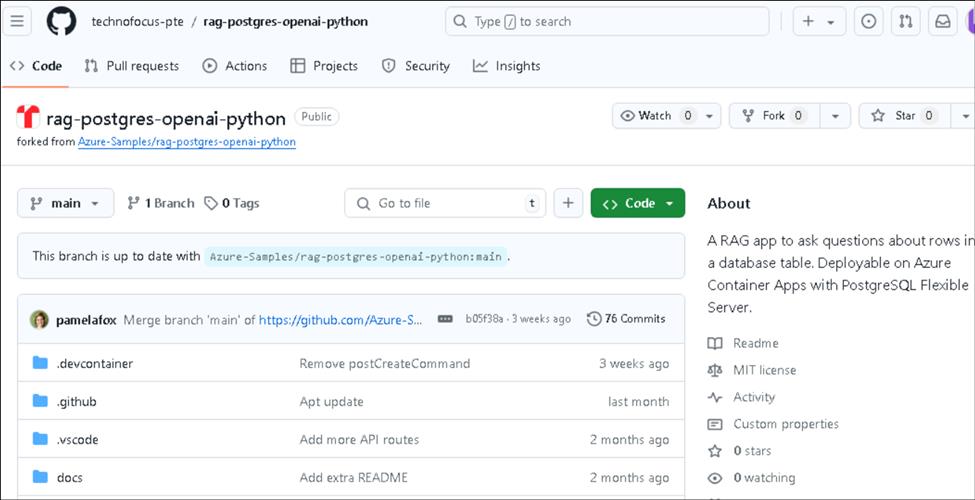 technofocus-pte / rag-postgres-openai-python
Type / to search
Code Pull requests Actions Projects Security Insights
rag-postgres-openai-python Public
Watch 0 Fork 0 Star 0
forked from Azure-Samples/rag-postgres-openai-python
main 1 Branch 0 Tags Go to file t Code
About
This branch is up to date with Azure-Samples/rag-postgres-openai-python:main .
A RAG app to ask questions about rows in
a database table. Deployable on Azure
Container Apps with PostgreSQL Flexible
Server.
pamelafox Merge branch 'main' of https://github.com/Azure-S... b05f38a · 3 weeks ago 76 Commits
.devcontainer Remove postCreateCommand 3 weeks ago
.github Apt update last month
.vscode Add more API routes 2 months ago
docs Add extra README 2 months ago
Readme
MIT license
Activity
Custom properties
0 stars
0 watching